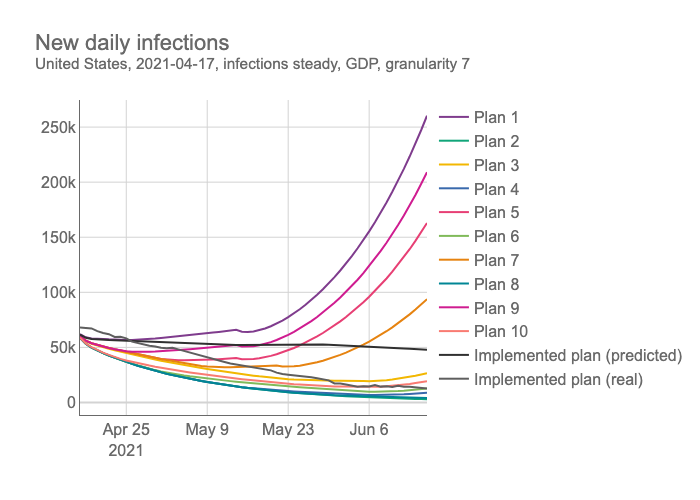 New daily infections
United States, 2021-04-17, infections steady, GDP, granularity 7
250k
200k
150k
100k
50k
0
Apr 25
2021
May 9
May 23
Jun 6
Plan 1
Plan 2
Plan 3
Plan 4
Plan 5
Plan 6
Plan 7
Plan 8
Plan 9
Plan 10
Implemented plan (predicted)
Implemented plan (real)